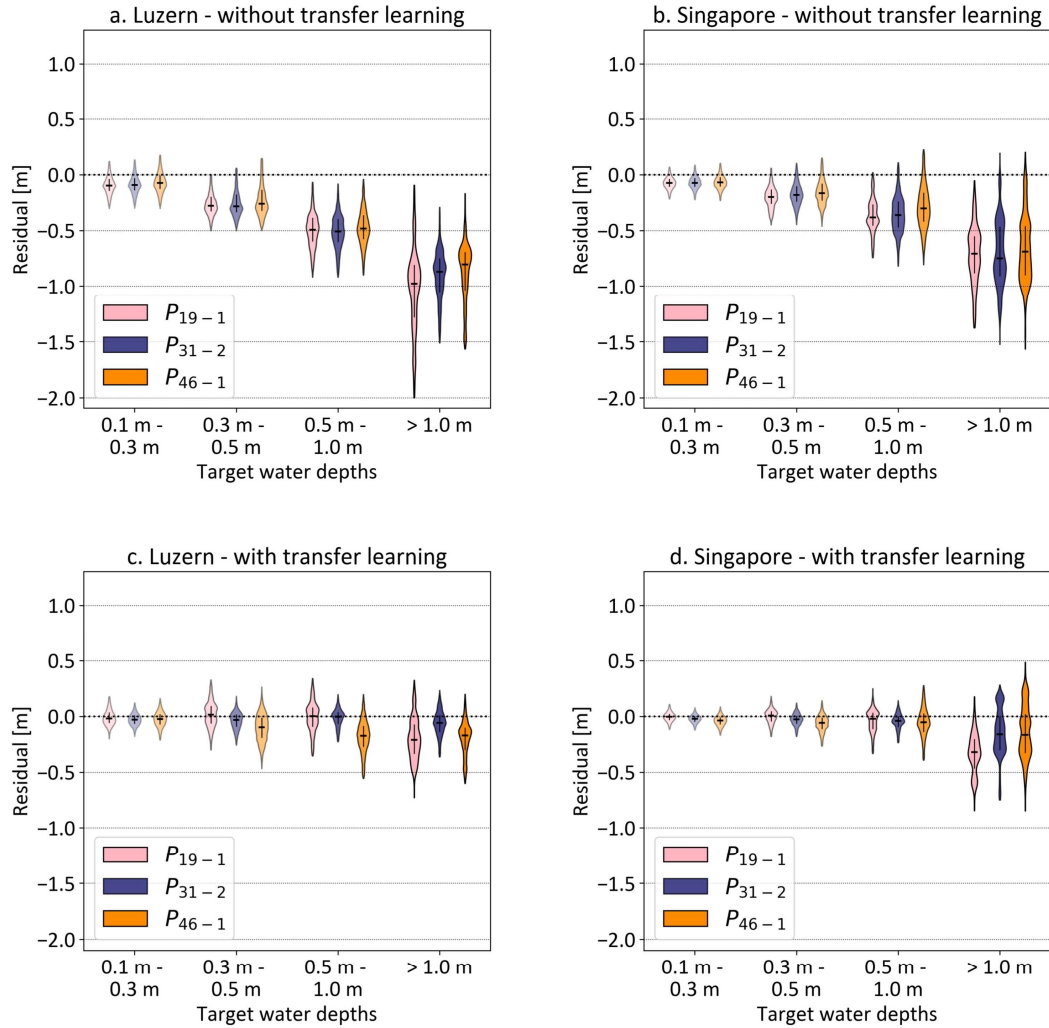 a. Luzern - without transfer learning
1.0
0.5
0.0
−0.5
−1.0
−1.5
−2.0
Residual [m]
P19−1
P31−2
P46−1
0.1 m - 0.3 m - 0.5 m - > 1.0 m
0.3 m 0.5 m 1.0 m
Target water depths
b. Singapore - without transfer learning
1.0
0.5
0.0
−0.5
−1.0
−1.5
−2.0
Residual [m]
P19−1
P31−2
P46−1
0.1 m - 0.3 m - 0.5 m - > 1.0 m
0.3 m 0.5 m 1.0 m
Target water depths
c. Luzern - with transfer learning
1.0
0.5
0.0
−0.5
−1.0
−1.5
−2.0
Residual [m]
P19−1
P31−2
P46−1
0.1 m - 0.3 m - 0.5 m - > 1.0 m
0.3 m 0.5 m 1.0 m
Target water depths
d. Singapore - with transfer learning
1.0
0.5
0.0
−0.5
−1.0
−1.5
−2.0
Residual [m]
P19−1
P31−2
P46−1
0.1 m - 0.3 m - 0.5 m - > 1.0 m
0.3 m 0.5 m 1.0 m
Target water depths